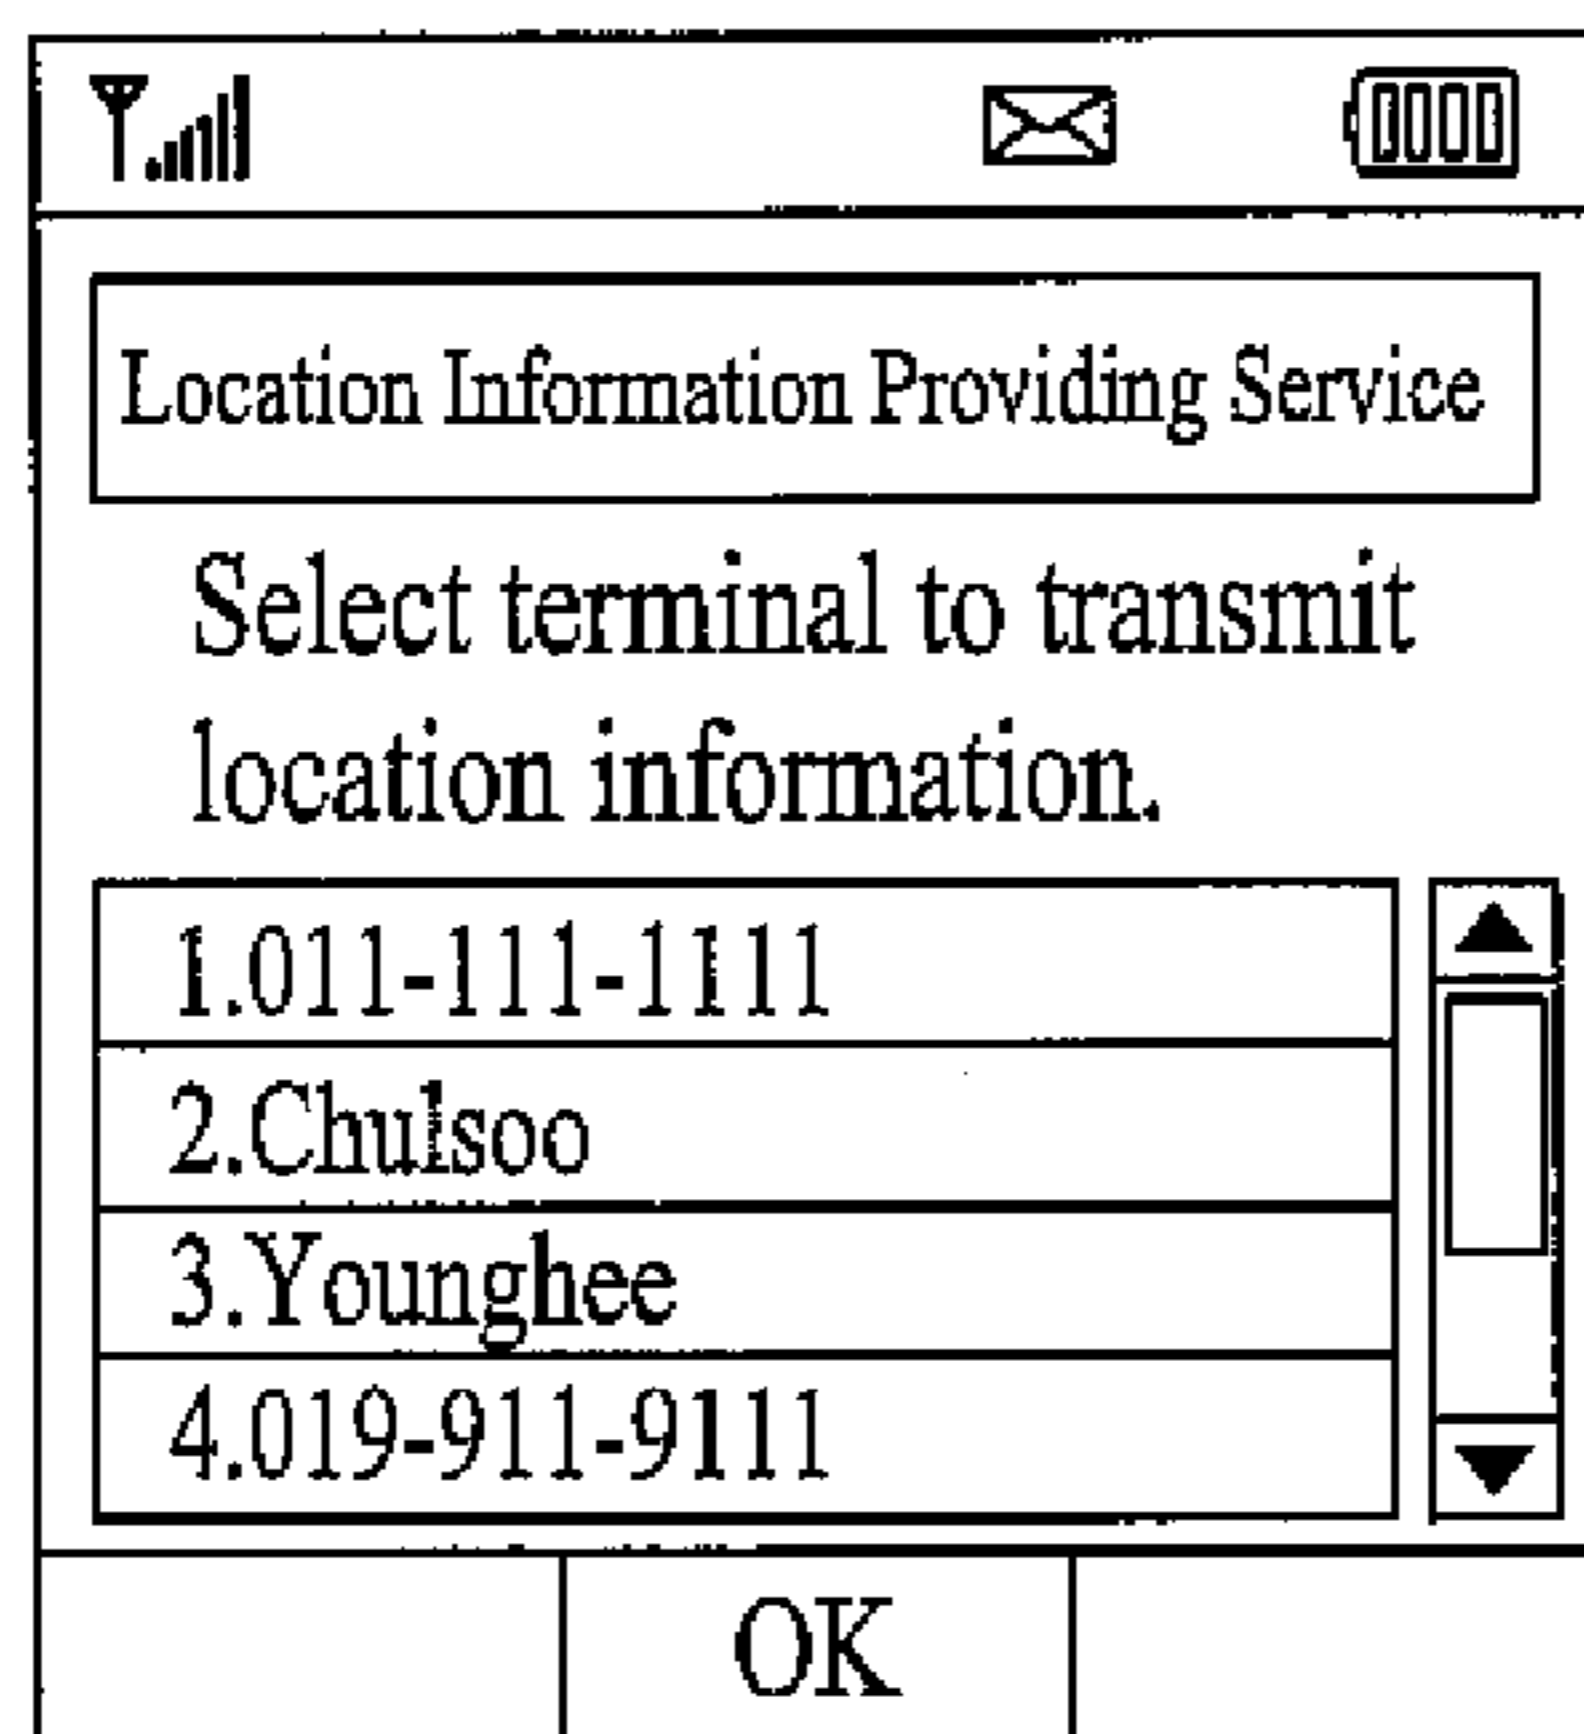 Location Information Providing Service
Select terminal to transmit
location information.
1.011-111-1111
2.Chulsoo
3.Younghee
4.019-911-9111
OK